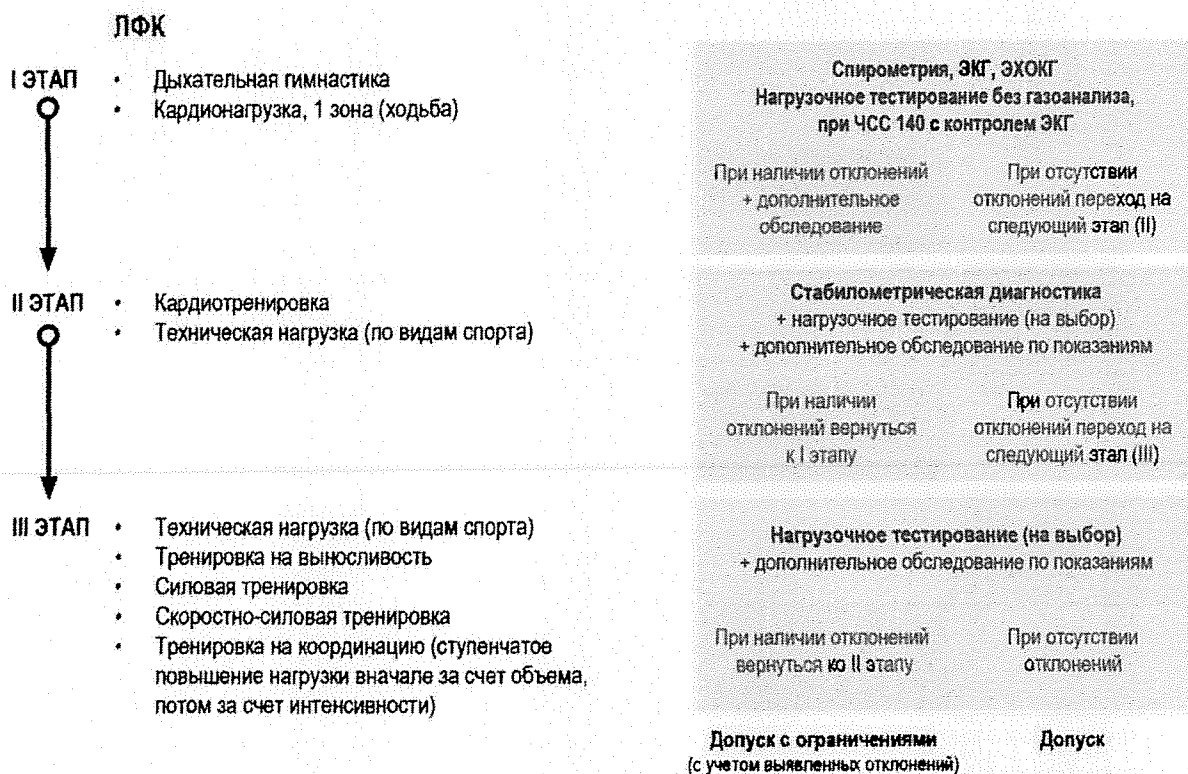 ЛФК
I ЭТАП
• Дыхательная гимнастика
• Кардионагрузка, 1 зона (ходьба)
Спирометрия, ЭКГ, ЭХОКГ
Нагрузочное тестирование без газоанализа,
при ЧСС 140 с контролем ЭКГ
При наличии отклонений
+ дополнительное
обследование
При отсутствии
отклонений переход на
следующий этап (II)
II ЭТАП
• Кардиотренировка
• Техническая нагрузка (по видам спорта)
Стабилометрическая диагностика
+ нагрузочное тестирование (на выбор)
+ дополнительное обследование по показаниям
При наличии
отклонений вернуться
к I этапу
При отсутствии
отклонений переход на
следующий этап (III)
III ЭТАП
• Техническая нагрузка (по видам спорта)
• Тренировка на выносливость
• Силовая тренировка
• Скоростно-силовая тренировка
• Тренировка на координацию (ступенчатое
повышение нагрузки вначале за счет объема,
потом за счет интенсивности)
Нагрузочное тестирование (на выбор)
+ дополнительное обследование по показаниям
При наличии отклонений
вернуться ко II этапу
При отсутствии
отклонений
Допуск с ограничениями
(с учетом выявленных отклонений)
Допуск